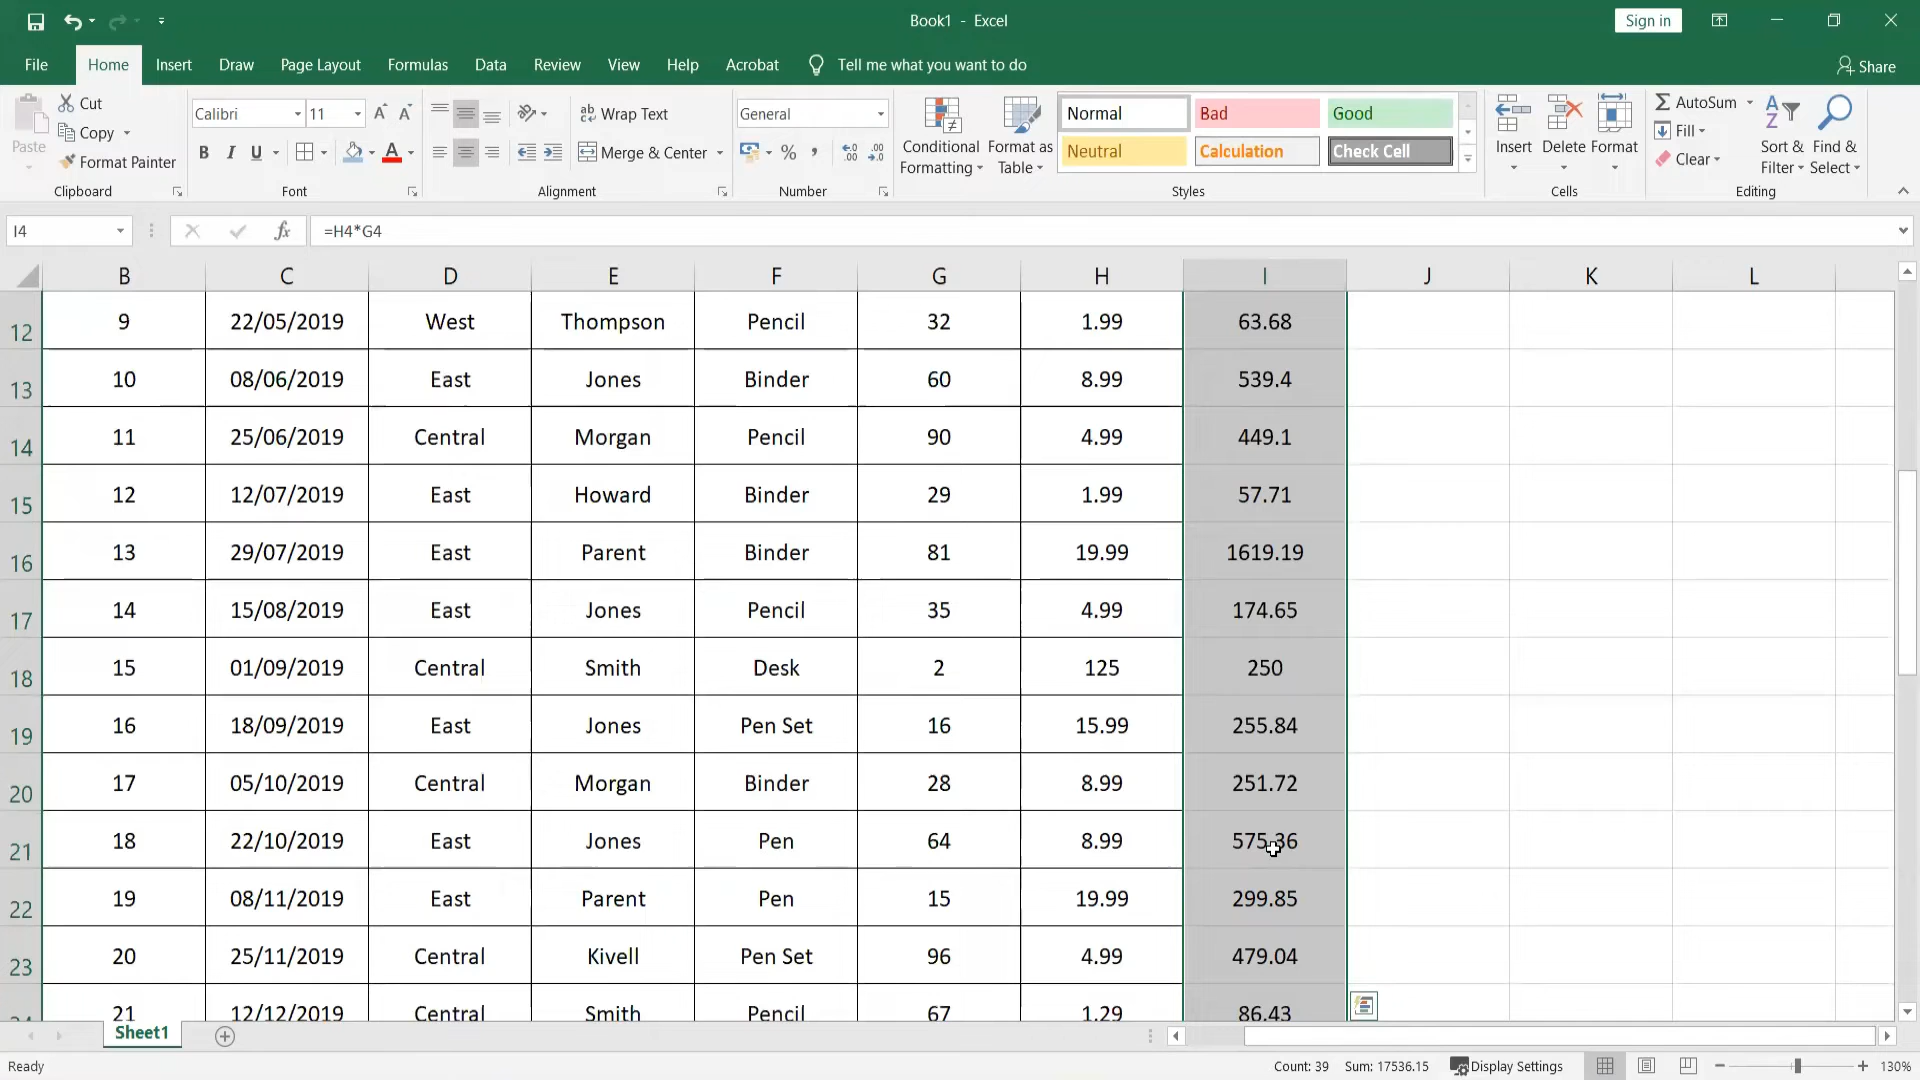 Book1 - Excel
Sign in
File Home Insert Draw Page Layout Formulas Data Review View Help Acrobat Tell me what you want to do Share
Paste
Cut
Copy
Format Painter
Clipboard
Calibri 11
B I U
Font
Wrap Text
Merge & Center
Alignment
General
%
Number
Conditional Formatting
Format as Table
Normal Bad Good
Neutral Calculation Check Cell
Styles
Insert Delete Format
Cells
AutoSum
Fill
Clear
Sort & Filter
Find & Select
Editing
I4 fx =H4*G4
B C D E F G H I J K L
12 9 22/05/2019 West Thompson Pencil 32 1.99 63.68
13 10 08/06/2019 East Jones Binder 60 8.99 539.4
14 11 25/06/2019 Central Morgan Pencil 90 4.99 449.1
15 12 12/07/2019 East Howard Binder 29 1.99 57.71
16 13 29/07/2019 East Parent Binder 81 19.99 1619.19
17 14 15/08/2019 East Jones Pencil 35 4.99 174.65
18 15 01/09/2019 Central Smith Desk 2 125 250
19 16 18/09/2019 East Jones Pen Set 16 15.99 255.84
20 17 05/10/2019 Central Morgan Binder 28 8.99 251.72
21 18 22/10/2019 East Jones Pen 64 8.99 575.36
22 19 08/11/2019 East Parent Pen 15 19.99 299.85
23 20 25/11/2019 Central Kivell Pen Set 96 4.99 479.04
21 12/12/2019 Central Smith Pencil 67 1.29 86.43
Sheet1
Ready Count: 39 Sum: 17536.15 Display Settings 130%